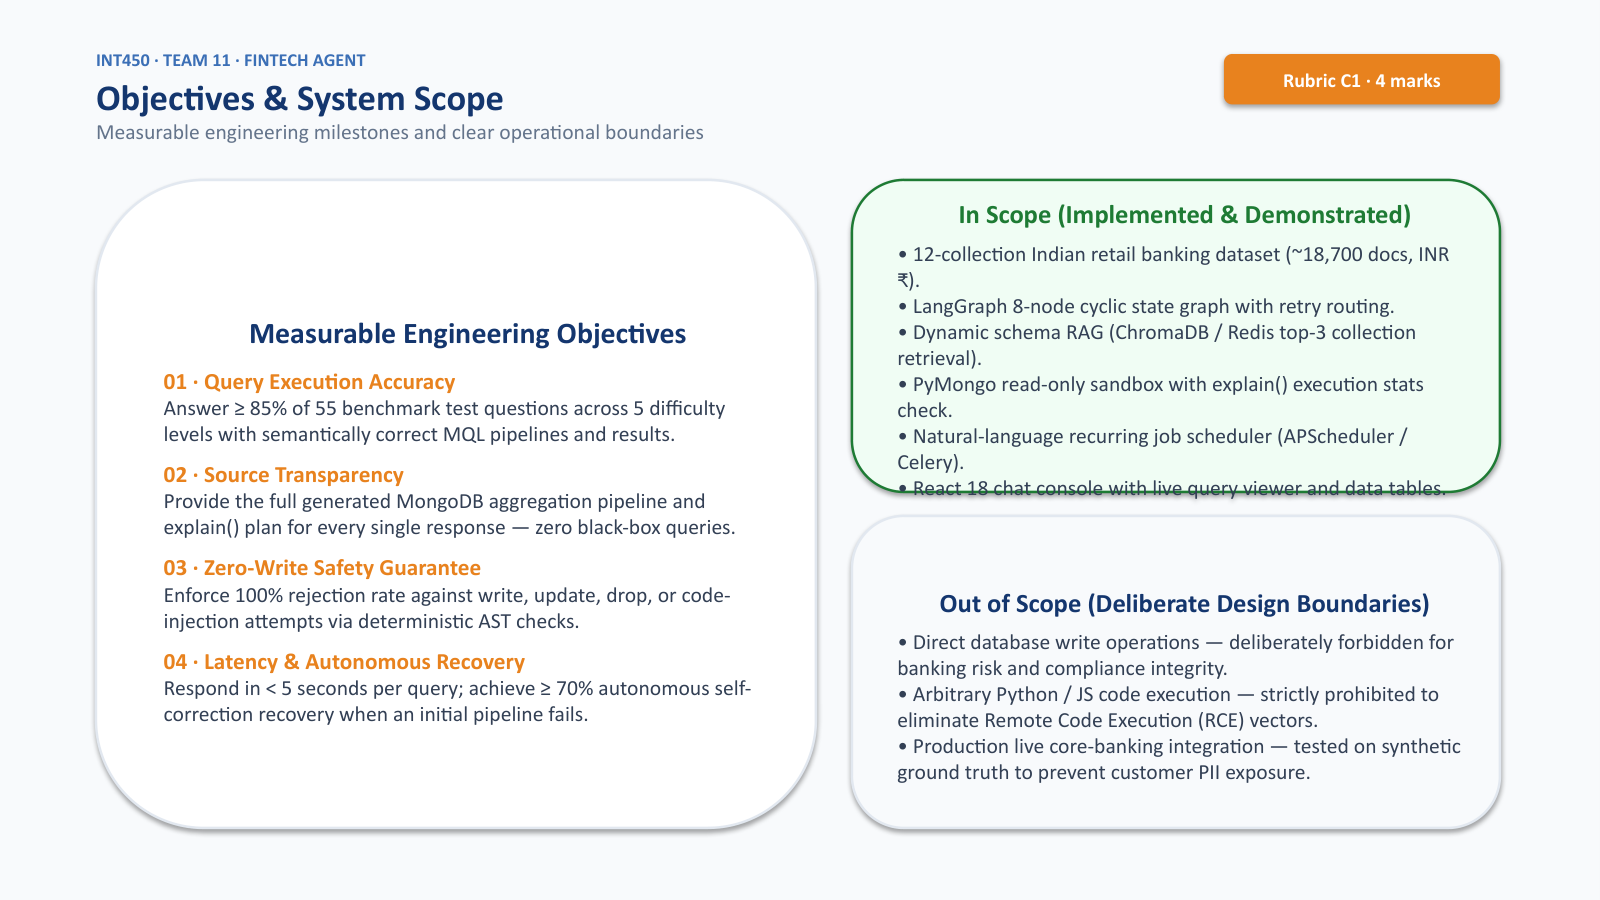 INT450 · TEAM 11 · FINTECH AGENT
Objectives & System Scope
Measurable engineering milestones and clear operational boundaries
Rubric C1 · 4 marks
Measurable Engineering Objectives
01 · Query Execution Accuracy
Answer ≥ 85% of 55 benchmark test questions across 5 difficulty
levels with semantically correct MQL pipelines and results.
02 · Source Transparency
Provide the full generated MongoDB aggregation pipeline and
explain() plan for every single response — zero black-box queries.
03 · Zero-Write Safety Guarantee
Enforce 100% rejection rate against write, update, drop, or code-
injection attempts via deterministic AST checks.
04 · Latency & Autonomous Recovery
Respond in < 5 seconds per query; achieve ≥ 70% autonomous self-
correction recovery when an initial pipeline fails.
In Scope (Implemented & Demonstrated)
• 12-collection Indian retail banking dataset (~18,700 docs, INR
₹).
• LangGraph 8-node cyclic state graph with retry routing.
• Dynamic schema RAG (ChromaDB / Redis top-3 collection
retrieval).
• PyMongo read-only sandbox with explain() execution stats
check.
• Natural-language recurring job scheduler (APScheduler /
Celery).
• React 18 chat console with live query viewer and data tables.
Out of Scope (Deliberate Design Boundaries)
• Direct database write operations — deliberately forbidden for
banking risk and compliance integrity.
• Arbitrary Python / JS code execution — strictly prohibited to
eliminate Remote Code Execution (RCE) vectors.
• Production live core-banking integration — tested on synthetic
ground truth to prevent customer PII exposure.